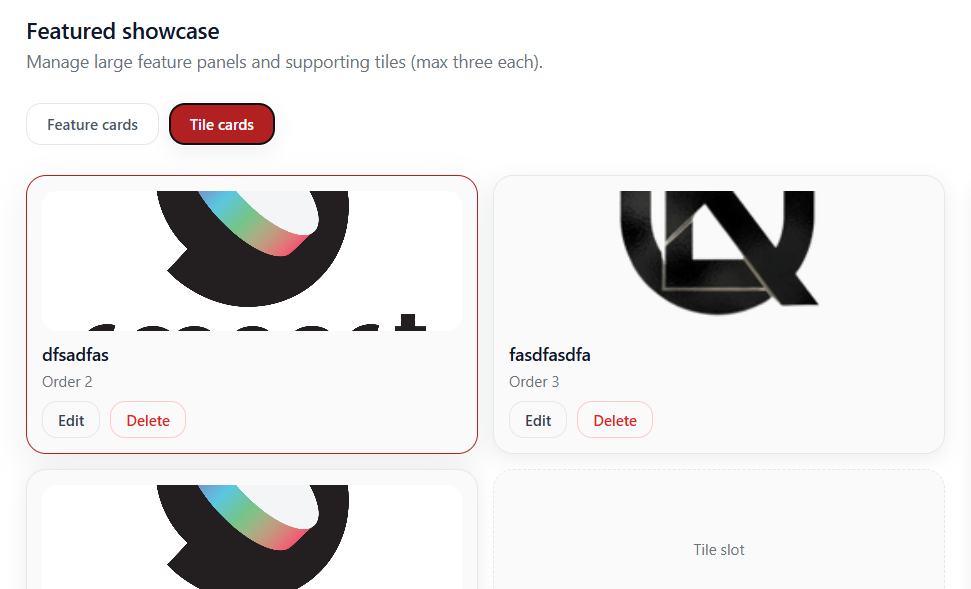 Featured showcase
Manage large feature panels and supporting tiles (max three each).
Feature cards
Tile cards
dfsadfas
Order 2
Edit
Delete
fasdfasdfa
Order 3
Edit
Delete
Tile slot